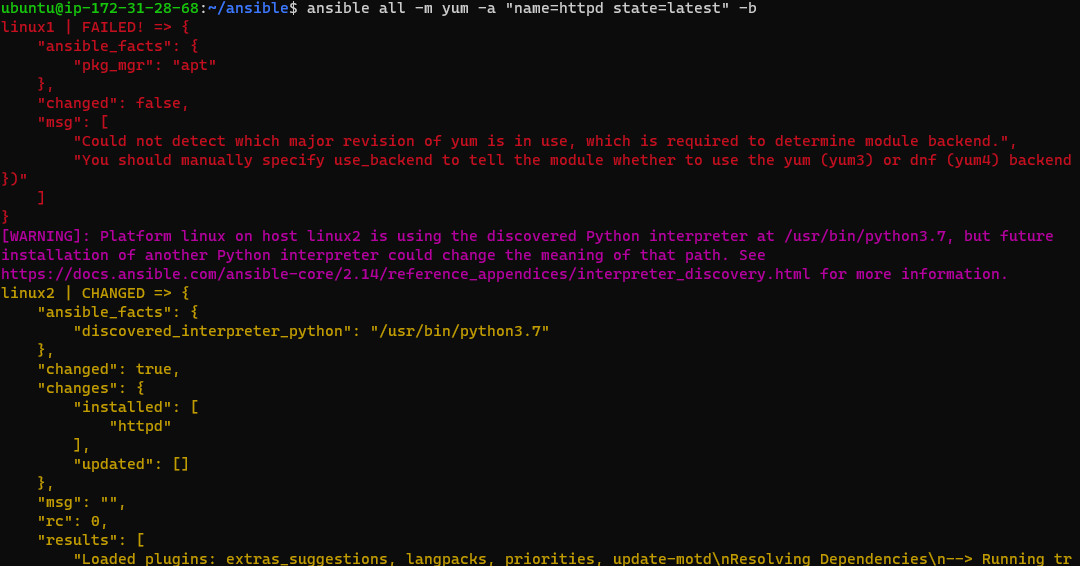 ubuntu@ip-172-31-28-68:~/ansible$ ansible all -m yum -a "name=httpd state=latest" -b
linux1 | FAILED! => {
    "ansible_facts": {
        "pkg_mgr": "apt"
    },
    "changed": false,
    "msg": [
        "Could not detect which major revision of yum is in use, which is required to determine module backend.",
        "You should manually specify use_backend to tell the module whether to use the yum (yum3) or dnf (yum4) backend
})"
    ]
}
[WARNING]: Platform linux on host linux2 is using the discovered Python interpreter at /usr/bin/python3.7, but future
installation of another Python interpreter could change the meaning of that path. See
https://docs.ansible.com/ansible-core/2.14/reference_appendices/interpreter_discovery.html for more information.
linux2 | CHANGED => {
    "ansible_facts": {
        "discovered_interpreter_python": "/usr/bin/python3.7"
    },
    "changed": true,
    "changes": {
        "installed": [
            "httpd"
        ],
        "updated": []
    },
    "msg": "",
    "rc": 0,
    "results": [
        "Loaded plugins: extras_suggestions, langpacks, priorities, update-motd\nResolving Dependencies\n--> Running tr